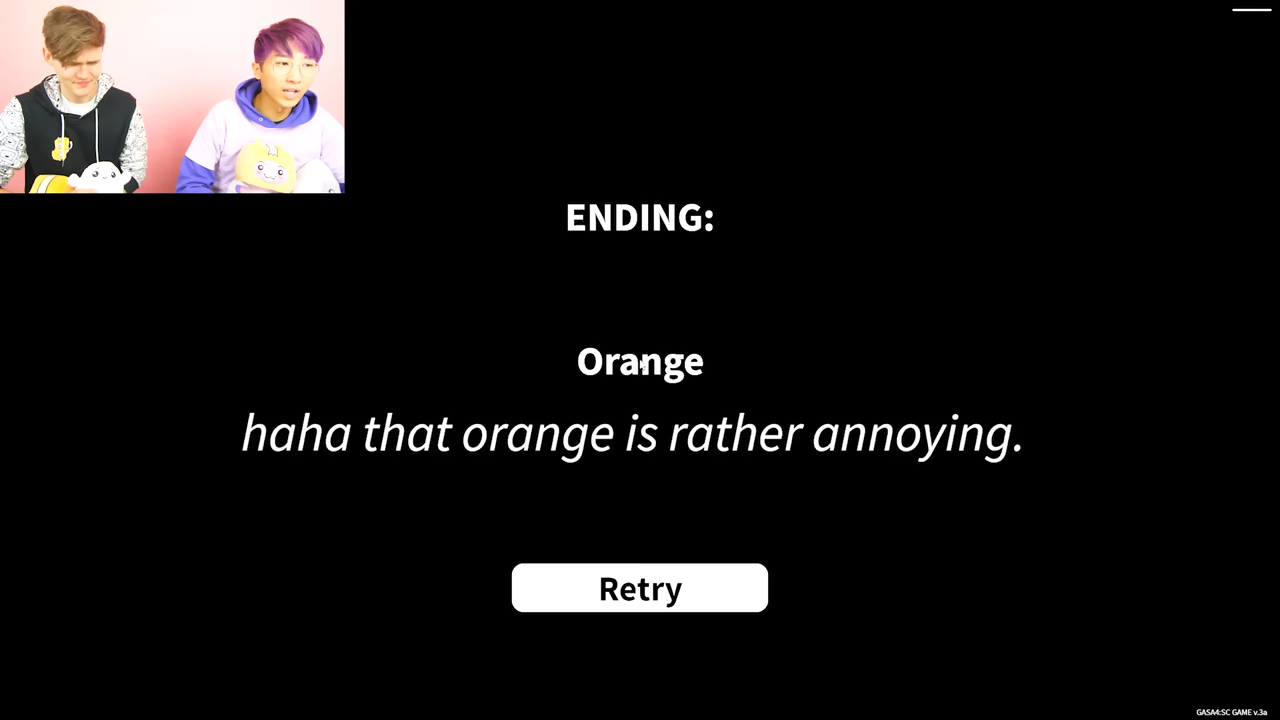 ENDING:
Orange
haha that orange is rather annoying.
Retry
GASA4:SC GAME v.3a